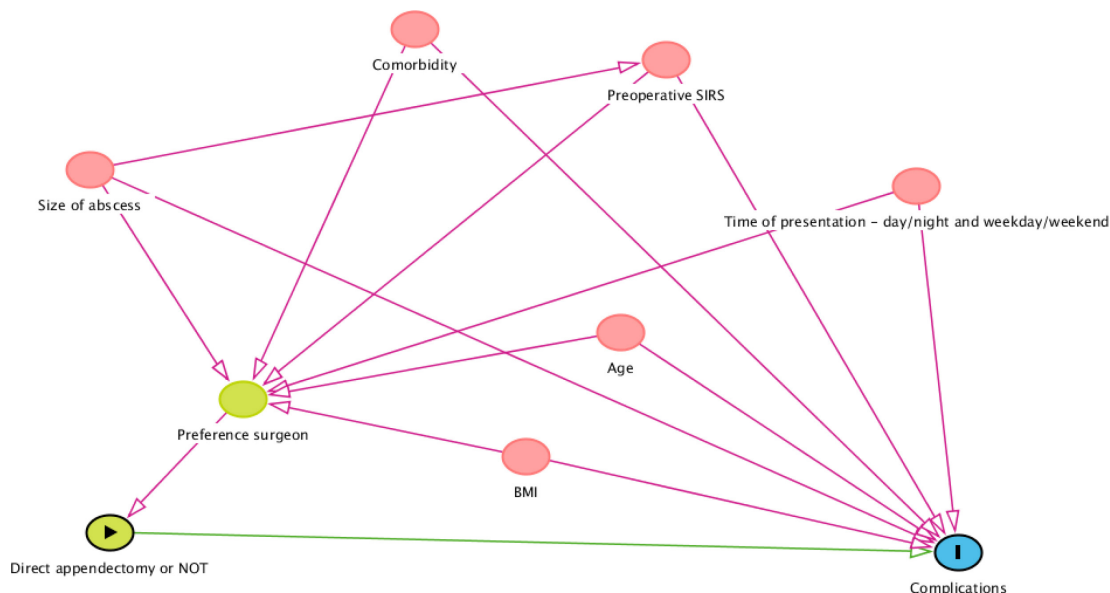 Comorbidity
Preoperative SIRS
Size of abscess
Time of presentation – day/night and weekday/weekend
Age
Preference surgeon
BMI
Direct appendectomy or NOT
Complications